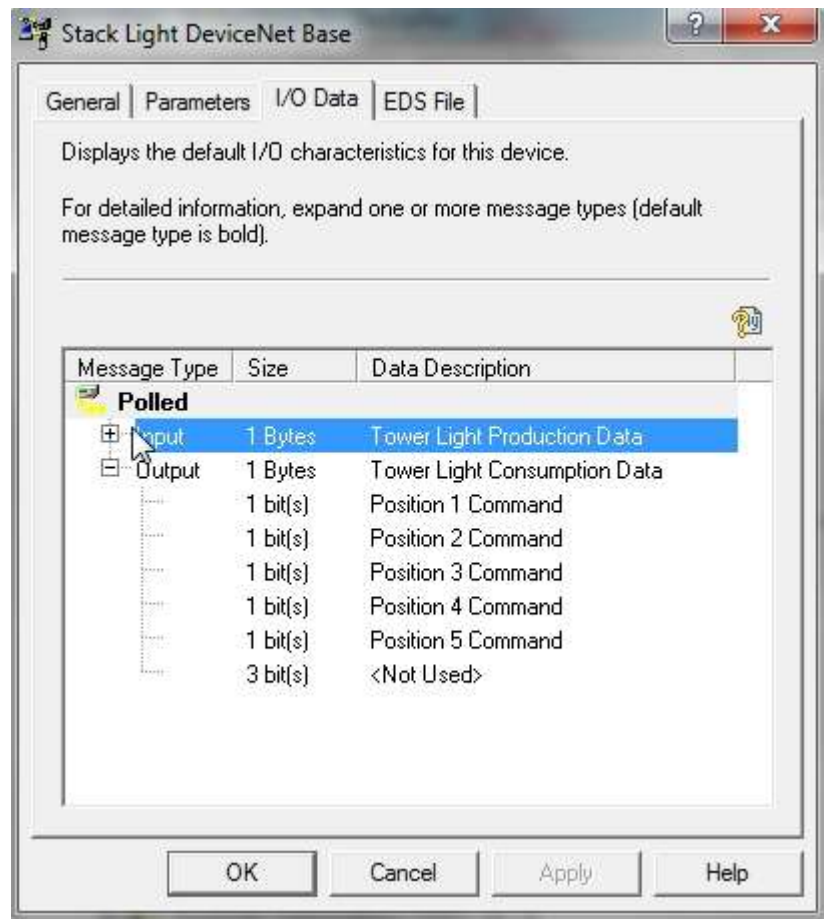 Stack Light DeviceNet Base
General Parameters I/O Data EDS File
Displays the default I/O characteristics for this device.
For detailed information, expand one or more message types (default
message type is bold).
Message Type Size Data Description
Polled
Input 1 Bytes Tower Light Production Data
Output 1 Bytes Tower Light Consumption Data
1 bit(s) Position 1 Command
1 bit(s) Position 2 Command
1 bit(s) Position 3 Command
1 bit(s) Position 4 Command
1 bit(s) Position 5 Command
3 bit(s) <Not Used>
OK Cancel Apply Help